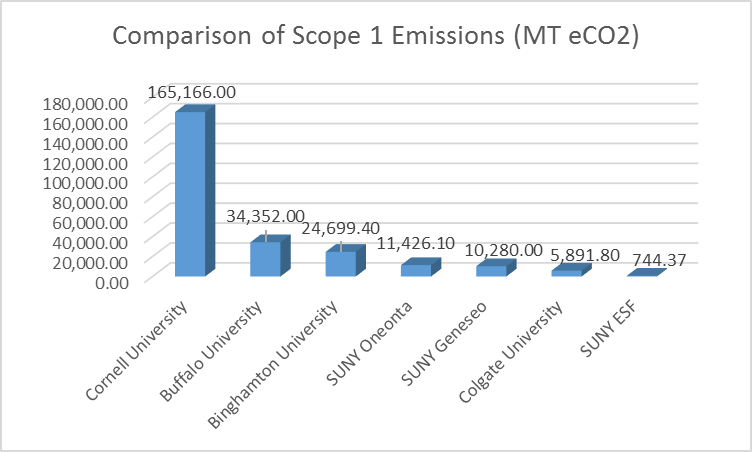 Comparison of Scope 1 Emissions (MT eCO2)
180,000.00
160,000.00
140,000.00
120,000.00
100,000.00
80,000.00
60,000.00
40,000.00
20,000.00
0.00
165,166.00
34,352.00
24,699.40
11,426.10
10,280.00
5,891.80
744.37
Cornell University
Buffalo University
Binghamton University
SUNY Oneonta
SUNY Geneseo
Colgate University
SUNY ESF